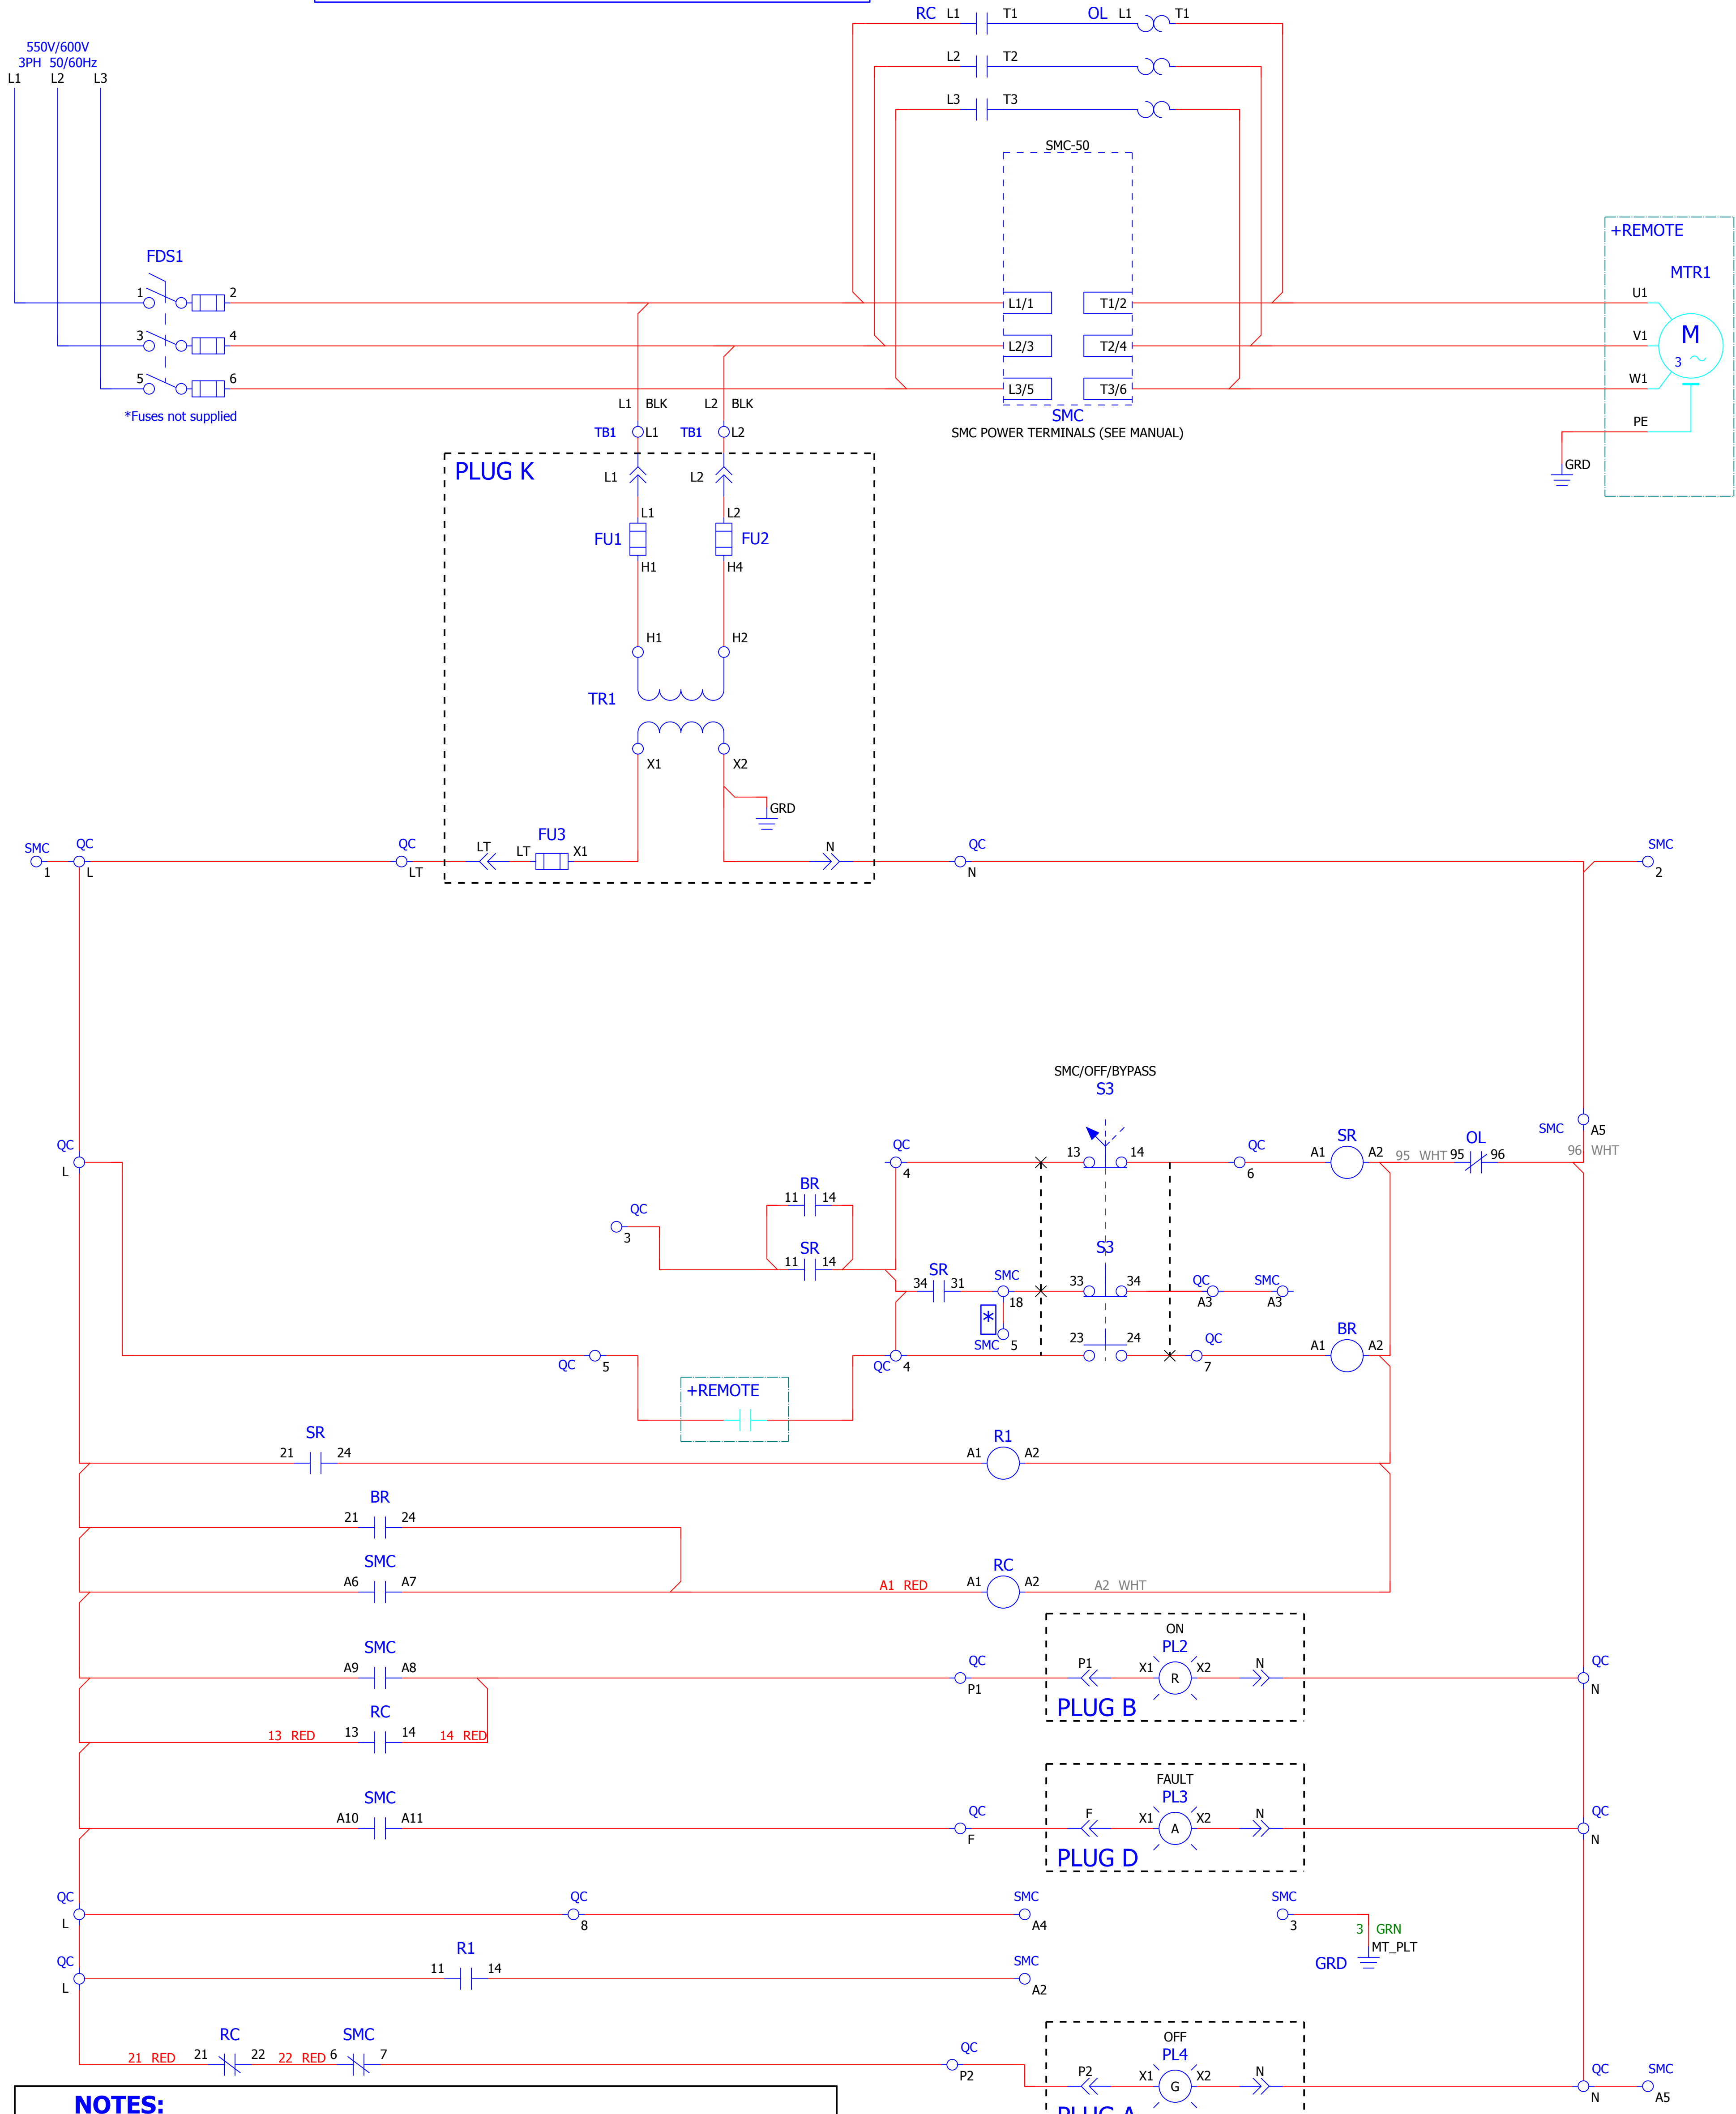 RC L1 T1 OL L1 T1
550V/600V
3PH 50/60Hz
L1 L2 L3
L2 T2
L3 T3
SMC-50
+REMOTE
FDS1
MTR1
1 2 L1/1 T1/2 U1
3 4 L2/3 T2/4 V1 M
3
5 6 L3/5 T3/6 W1
*Fuses not supplied
L1 BLK L2 BLK
SMC
PE
TB1 L1 TB1 L2
SMC POWER TERMINALS (SEE MANUAL)
GRD
PLUG K
L1 L2
L1 L2
FU1 FU2
H1 H4
H1 H2
TR1
X1 X2
GRD
SMC QC QC FU3 QC SMC
LT LT X1 N
1 L LT N 2
SMC/OFF/BYPASS
S3
SMC A5
QC QC 13 14 QC SR OL
A1 A2 95 WHT 95 96 96 WHT
L 4 6
BR
11 14
QC
3
SR S3
11 14
SR SMC QC SMC
34 31 33 34
18 A3 A3
*
SMC 5 23 24 QC BR
A1 A2
QC 5 QC 4 7
+REMOTE
SR R1
21 24 A1 A2
BR
21 24
SMC RC
A6 A7 A1 RED A1 A2 A2 WHT
ON
SMC PL2
A9 A8 QC P1 X1 X2 N QC
R
P1 N
RC PLUG B
13 RED 13 14 14 RED
FAULT
SMC PL3
A10 A11 QC F X1 X2 N QC
A
F N
PLUG D
QC QC SMC SMC
L 8 A4 3
3 GRN
MT_PLT
GRD
QC R1 SMC
11 14
L A2
RC SMC OFF
21 RED 21 22 22 RED 6 7 QC PL4
P2 P2 X1 X2 N QC SMC
G
N A5
NOTES:
PLUG A